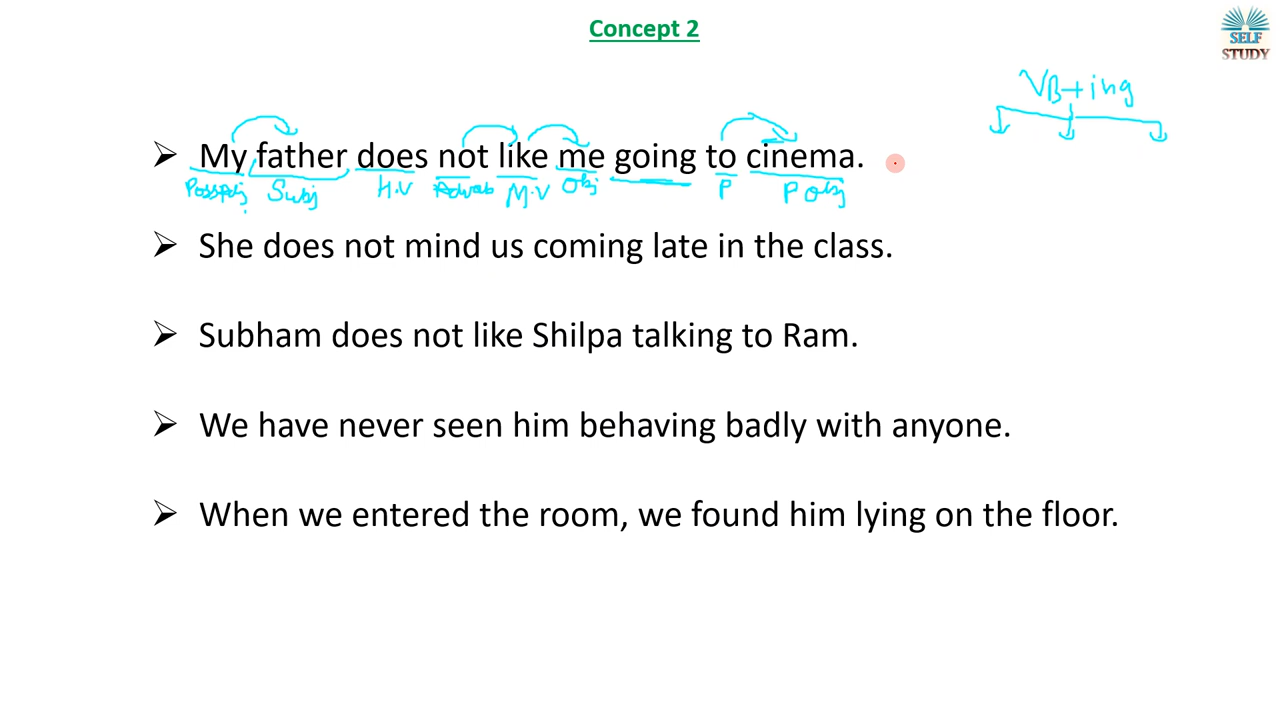 Concept 2
SELF
STUDY
VB+ing
➢ My father does not like me going to cinema.
Subj H.V M.V Obj P P obj
➢ She does not mind us coming late in the class.
➢ Subham does not like Shilpa talking to Ram.
➢ We have never seen him behaving badly with anyone.
➢ When we entered the room, we found him lying on the floor.